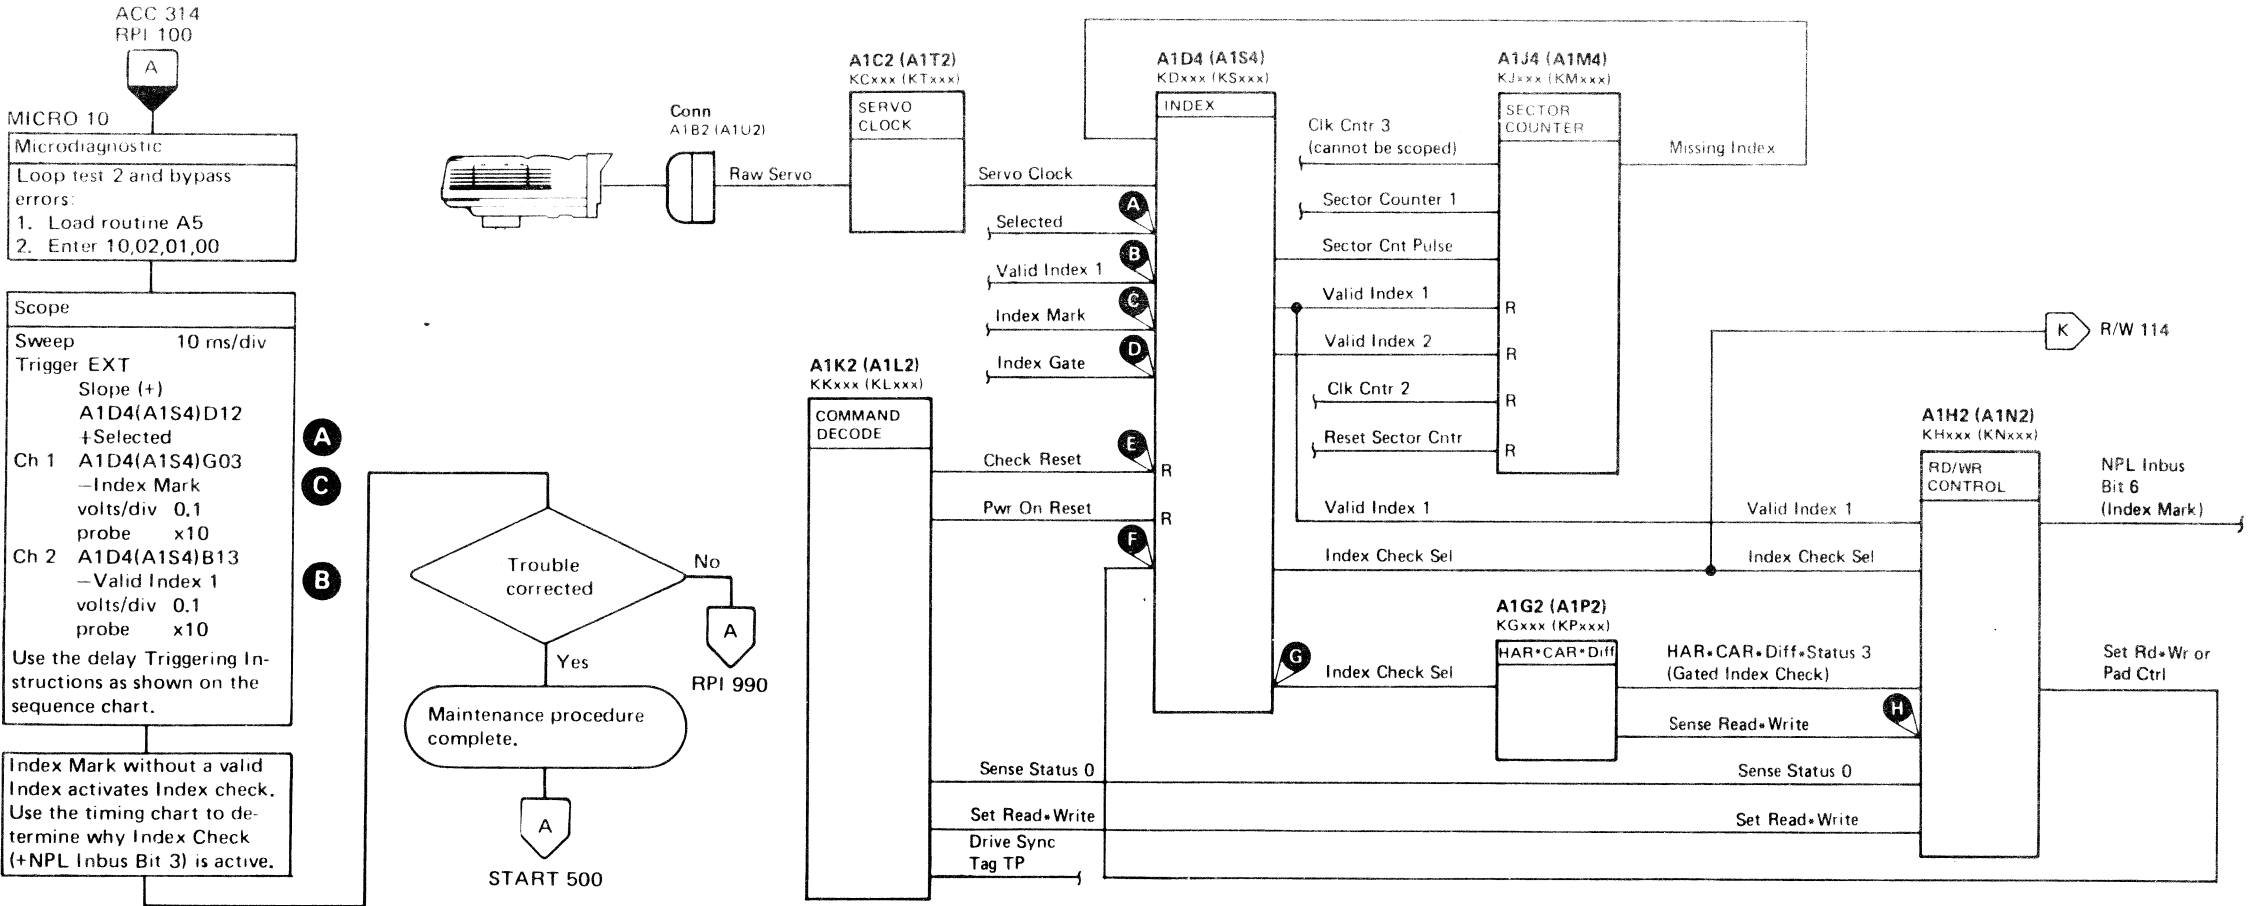 ACC 314
RPI 100
A
MICRO 10
Microdiagnostic
Loop test 2 and bypass
errors:
1. Load routine A5
2. Enter 10,02,01,00
Scope
Sweep 10 ms/div
Trigger EXT
Slope (+)
A1D4(A1S4)D12
+Selected
A
Ch 1 A1D4(A1S4)G03
−Index Mark
C
volts/div 0.1
probe x10
Ch 2 A1D4(A1S4)B13
−Valid Index 1
B
volts/div 0.1
probe x10
Use the delay Triggering In-
structions as shown on the
sequence chart.
Index Mark without a valid
Index activates Index check.
Use the timing chart to de-
termine why Index Check
(+NPL Inbus Bit 3) is active.
Trouble
corrected
No
A
RPI 990
Yes
Maintenance procedure
complete.
A
START 500
Conn
A1B2 (A1U2)
Raw Servo
A1C2 (A1T2)
KCxxx (KTxxx)
SERVO
CLOCK
Servo Clock
A
Selected
B
Valid Index 1
C
Index Mark
D
Index Gate
A1K2 (A1L2)
KKxxx (KLxxx)
COMMAND
DECODE
E
Check Reset
R
Pwr On Reset
R
F
Sense Status 0
Set Read*Write
Drive Sync
Tag TP
A1D4 (A1S4)
KDxxx (KSxxx)
INDEX
Clk Cntr 3
(cannot be scoped)
Sector Counter 1
Sector Cnt Pulse
Valid Index 1
R
Valid Index 2
R
Clk Cntr 2
R
Reset Sector Cntr
R
A1J4 (A1M4)
KJxxx (KMxxx)
SECTOR
COUNTER
Missing Index
K
R/W 114
Valid Index 1
Valid Index 1
Index Check Sel
Index Check Sel
G
Index Check Sel
A1G2 (A1P2)
KGxxx (KPxxx)
HAR*CAR*Diff
HAR*CAR*Diff*Status 3
(Gated Index Check)
H
Sense Read*Write
Sense Status 0
Set Read*Write
A1H2 (A1N2)
KHxxx (KNxxx)
RD/WR
CONTROL
NPL Inbus
Bit 6
(Index Mark)
Set Rd*Wr or
Pad Ctrl